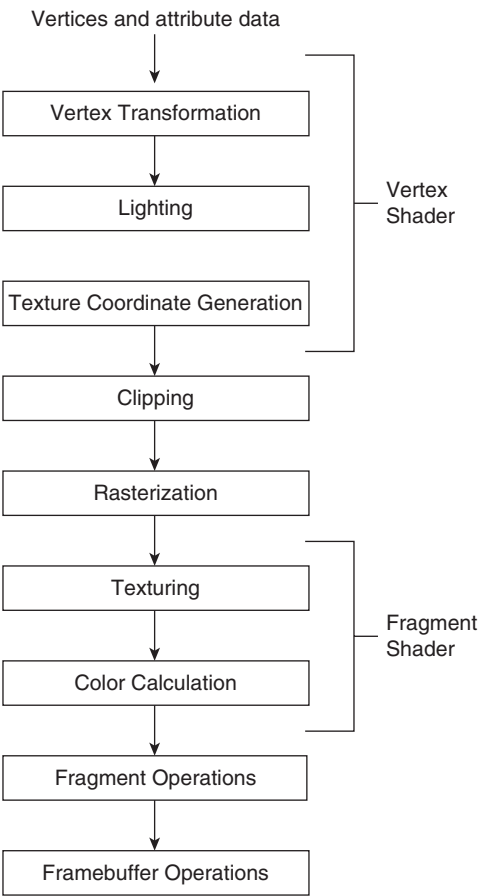 Vertices and attribute data
Vertex Transformation
Lighting
Vertex
Shader
Texture Coordinate Generation
Clipping
Rasterization
Texturing
Fragment
Shader
Color Calculation
Fragment Operations
Framebuffer Operations